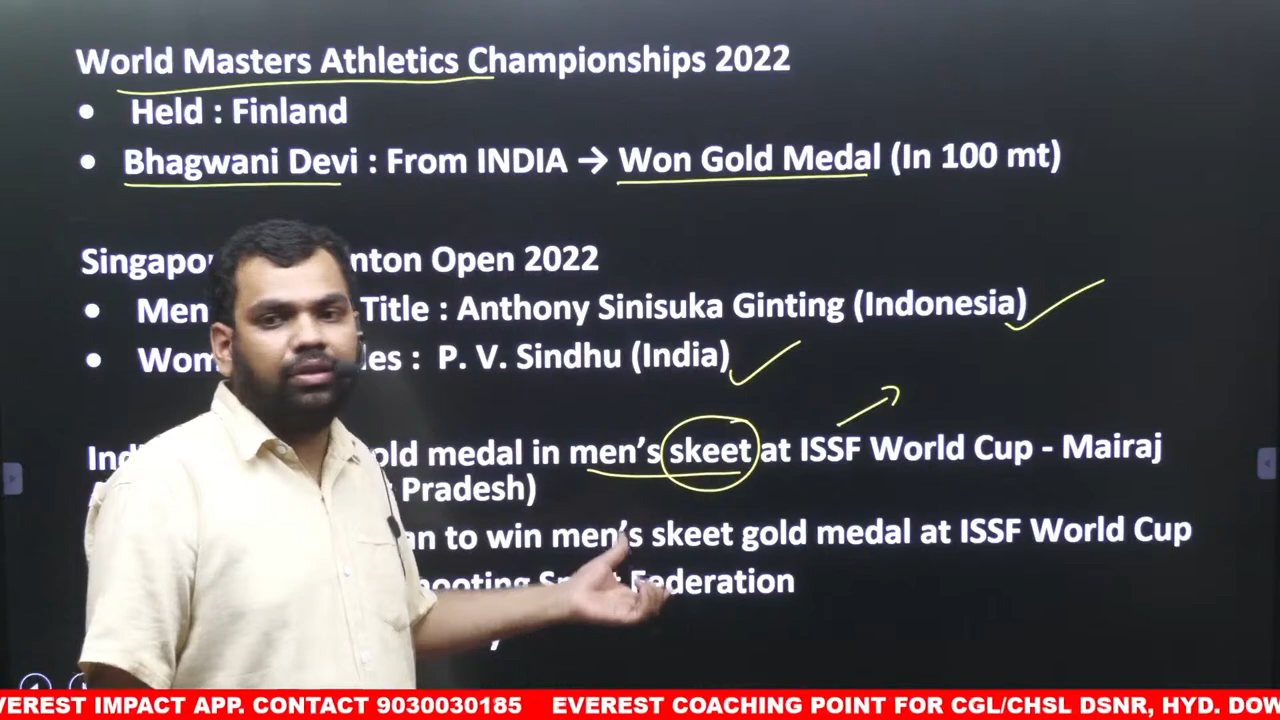 World Masters Athletics Championships 2022
• Held : Finland
• Bhagwani Devi : From INDIA → Won Gold Medal (In 100 mt)
Singapo nton Open 2022
• Men Title : Anthony Sinisuka Ginting (Indonesia)
• Wom les : P. V. Sindhu (India)
Ind old medal in men's skeet at ISSF World Cup - Mairaj
Pradesh)
an to win men's skeet gold medal at ISSF World Cup
hooting Sp t Federation
EVEREST IMPACT APP. CONTACT 9030030185 EVEREST COACHING POINT FOR CGL/CHSL DSNR, HYD. DOW